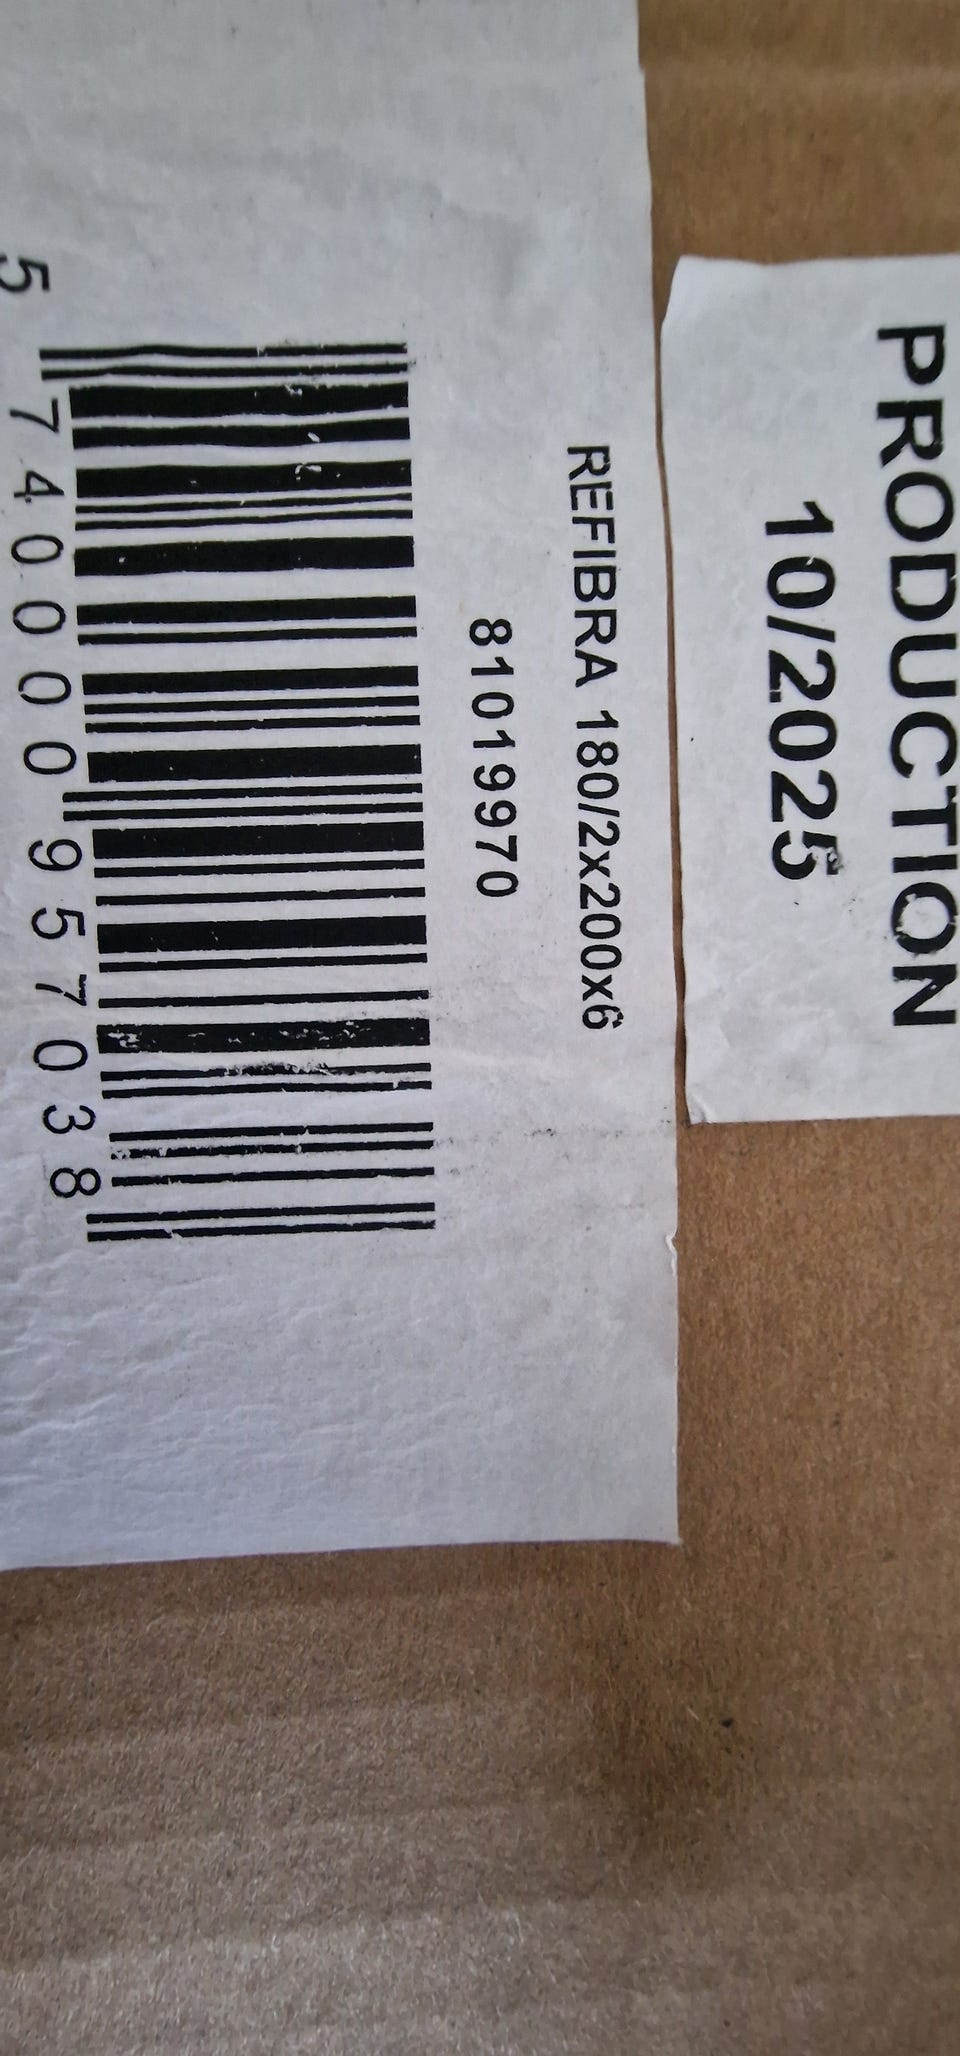 PRODUCTION
10/2025
REFIBRA 180/2x200x6
81019970
5 740000 957038